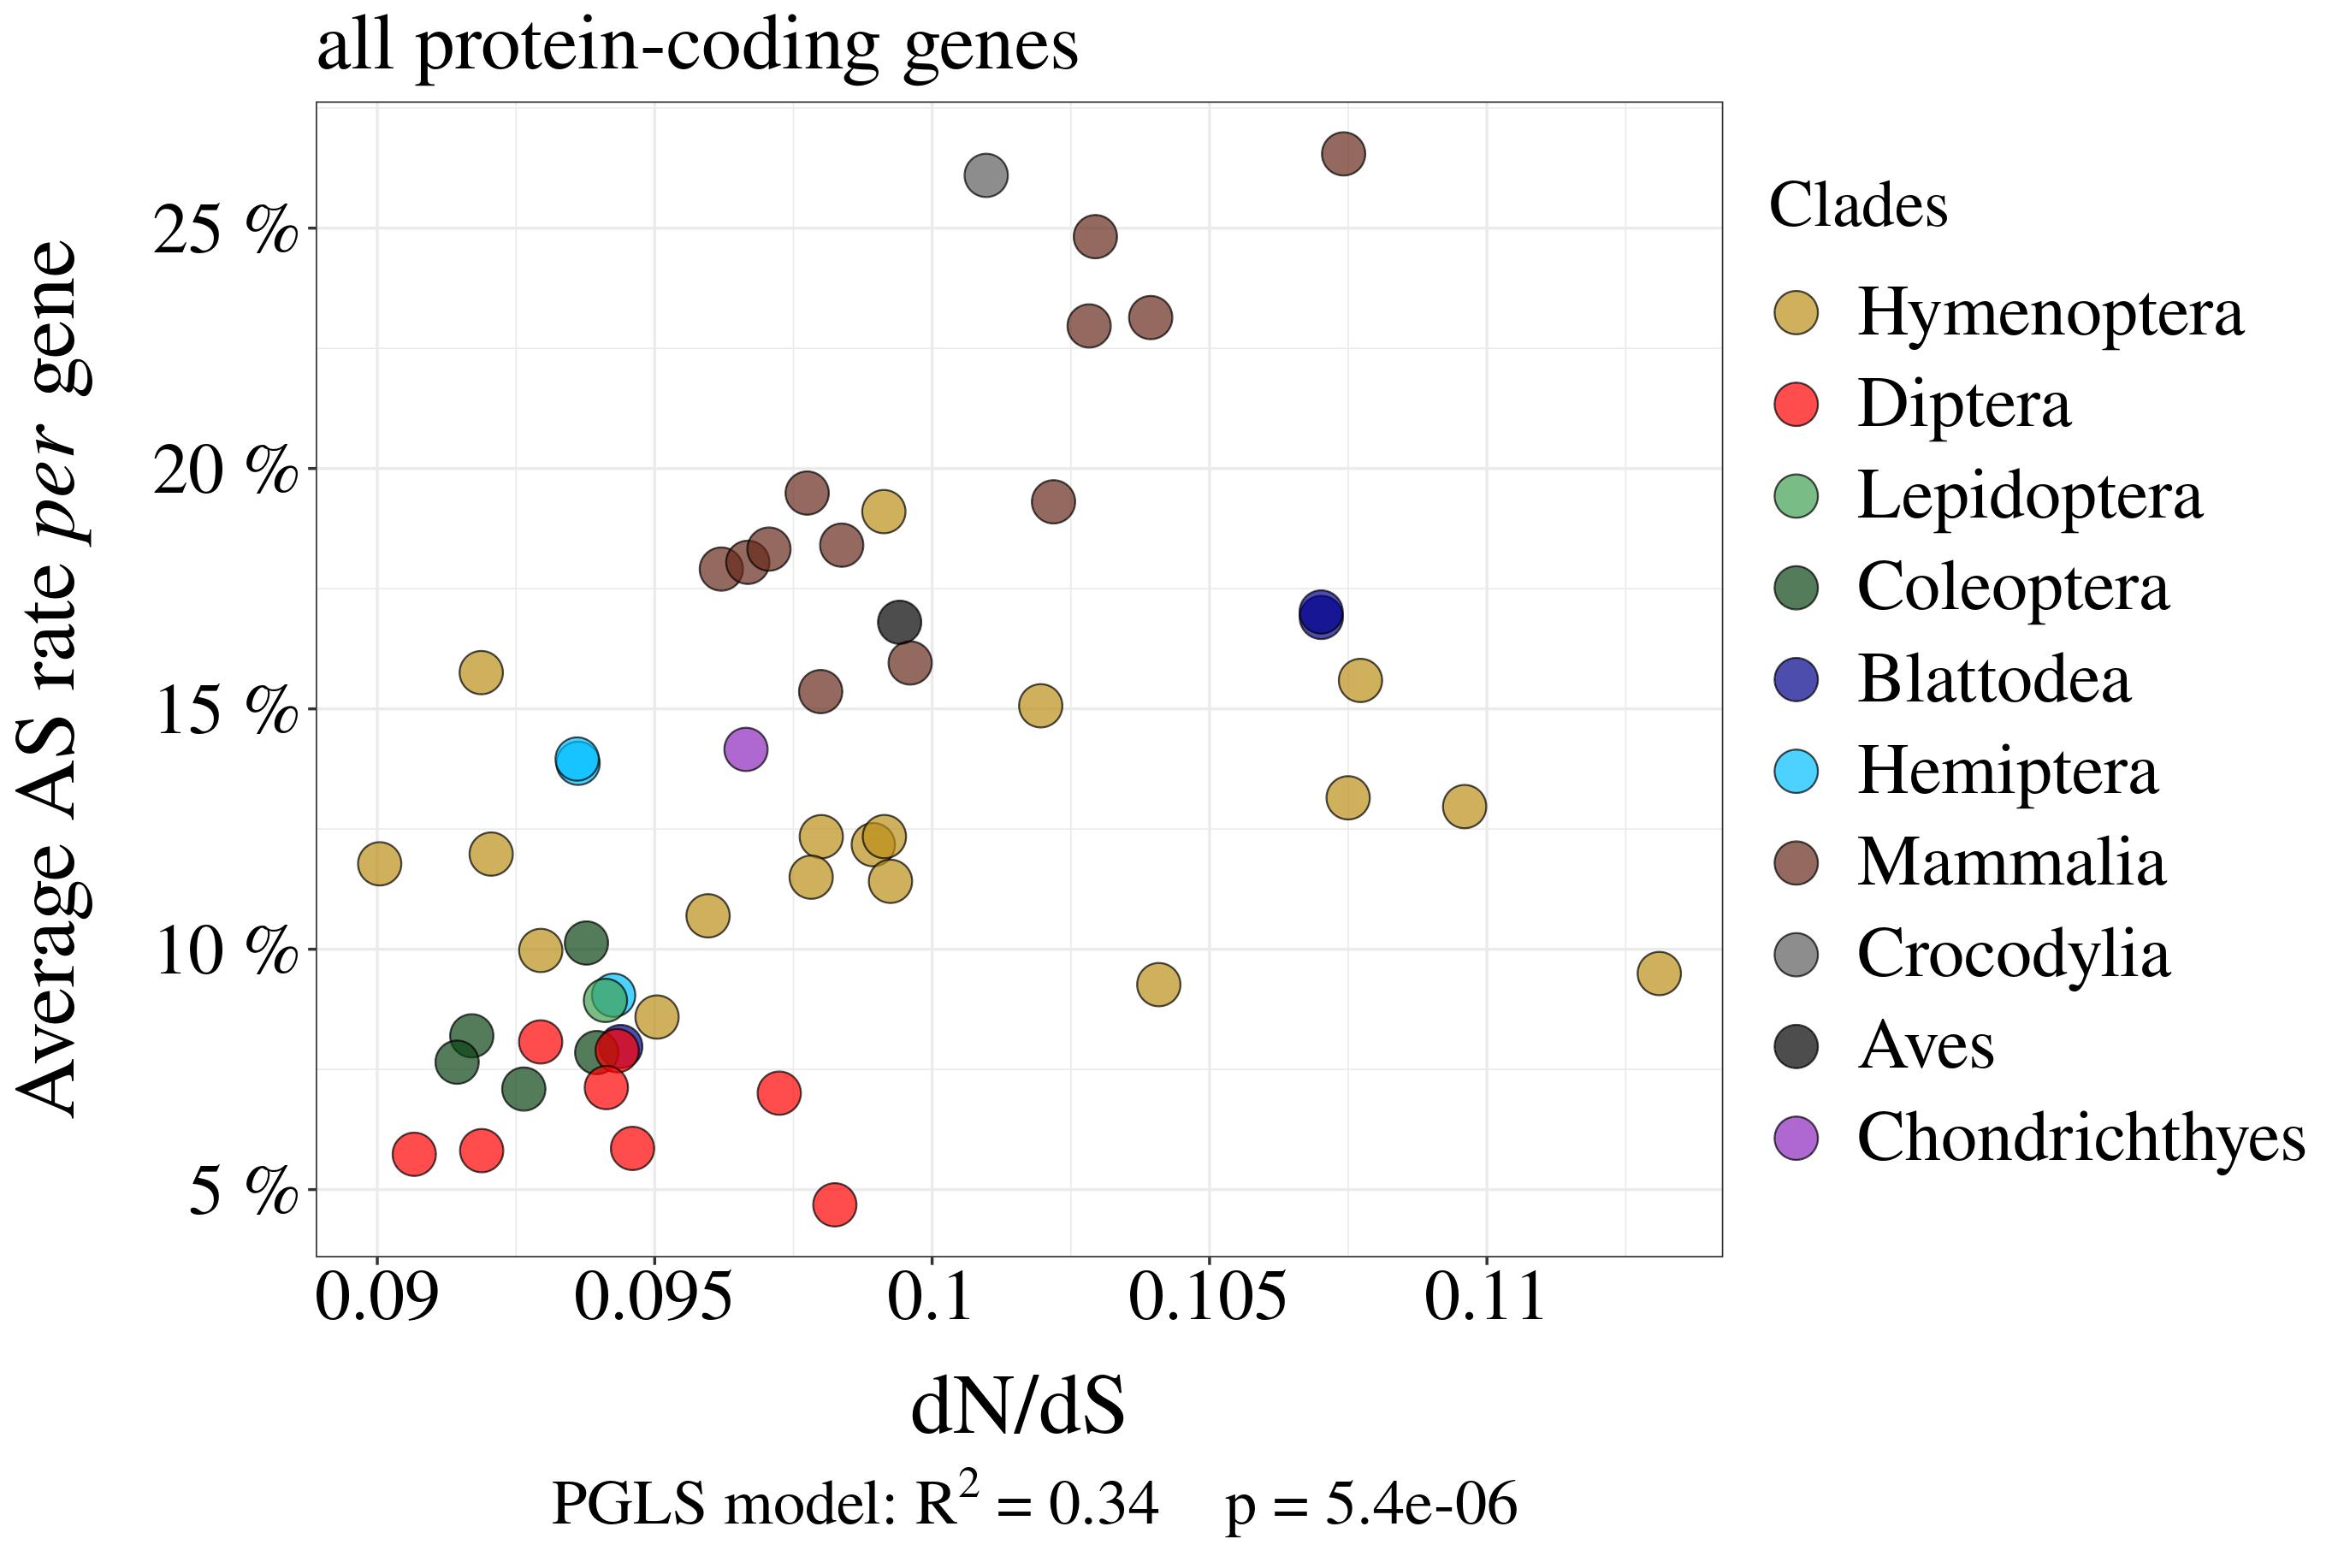 all protein-coding genes
Average AS rate per gene
25 %
20 %
15 %
10 %
5 %
0.09 0.095 0.1 0.105 0.11
dN/dS
PGLS model: R² = 0.34 p = 5.4e-06
Clades
Hymenoptera
Diptera
Lepidoptera
Coleoptera
Blattodea
Hemiptera
Mammalia
Crocodylia
Aves
Chondrichthyes